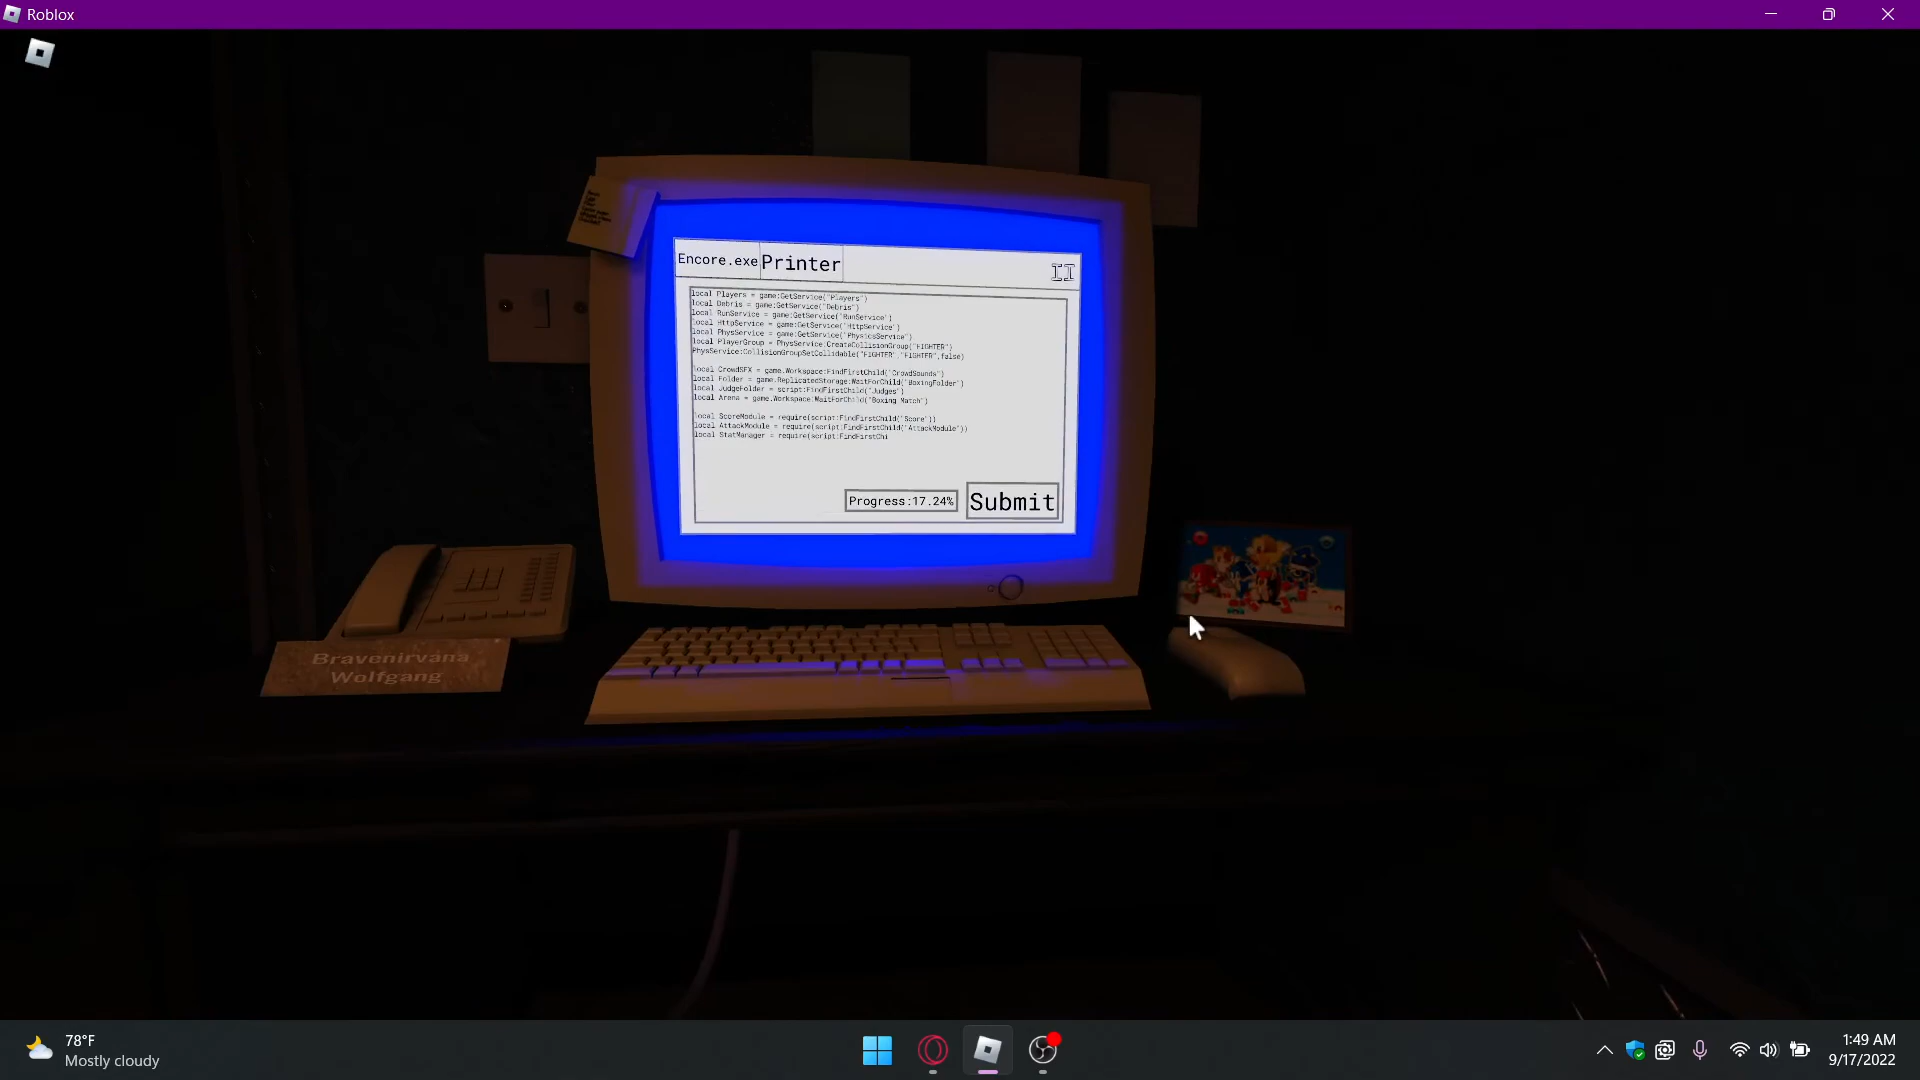 Roblox
Encore.exe
Printer
local Players = game:GetService("Players")
local Debris = game:GetService("Debris")
local RunService = game:GetService("RunService")
local HttpService = game:GetService("HttpService")
local PhysService = game:GetService("PhysicsService")
local PlayerGroup = PhysService:CreateCollisionGroup("FIGHTER")
PhysService:CollisionGroupSetCollidable("FIGHTER","FIGHTER",false)
local CrowdSFX = game.Workspace:FindFirstChild("CrowdSounds")
local Folder = game.ReplicatedStorage:WaitForChild("BoxingFolder")
local JudgeFolder = script:FindFirstChild("Judges")
local Arena = game.Workspace:WaitForChild("Boxing Match")
local ScoreModule = require(script:FindFirstChild("Score"))
local AttackModule = require(script:FindFirstChild("AttackModule"))
local StatManager = require(script:FindFirstChi
Progress:17.24%
Submit
Bravenirvana
Wolfgang
78°F
Mostly cloudy
1:49 AM
9/17/2022